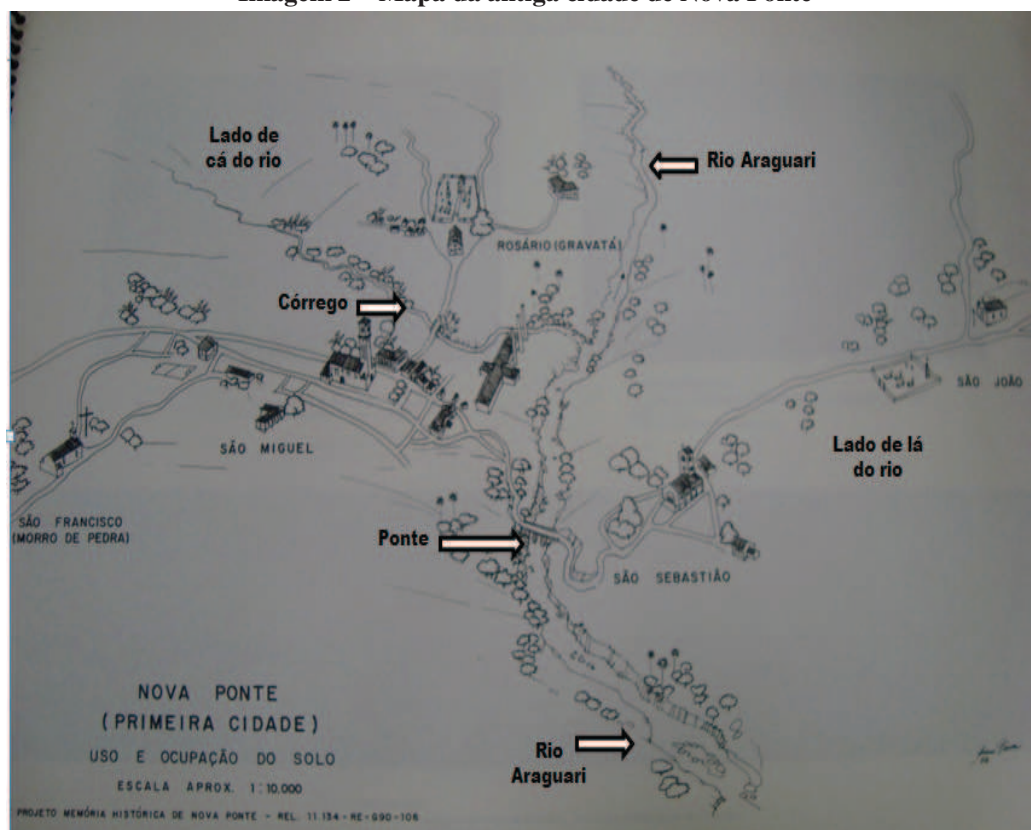 Imagem 2 – Mapa da antiga cidade de Nova Ponte
Lado de
cá do rio
Rio Araguari
ROSÁRIO (GRAVATÁ)
Córrego
SÃO JOÃO
SÃO MIGUEL
Lado de lá
do rio
SÃO FRANCISCO
(MORRO DE PEDRA)
Ponte
SÃO SEBASTIÃO
NOVA PONTE
(PRIMEIRA CIDADE)
USO E OCUPAÇÃO DO SOLO
ESCALA APROX. 1:10.000
Rio
Araguari
PROJETO MEMÓRIA HISTÓRICA DE NOVA PONTE - REL. 11.134-RE-G90-106